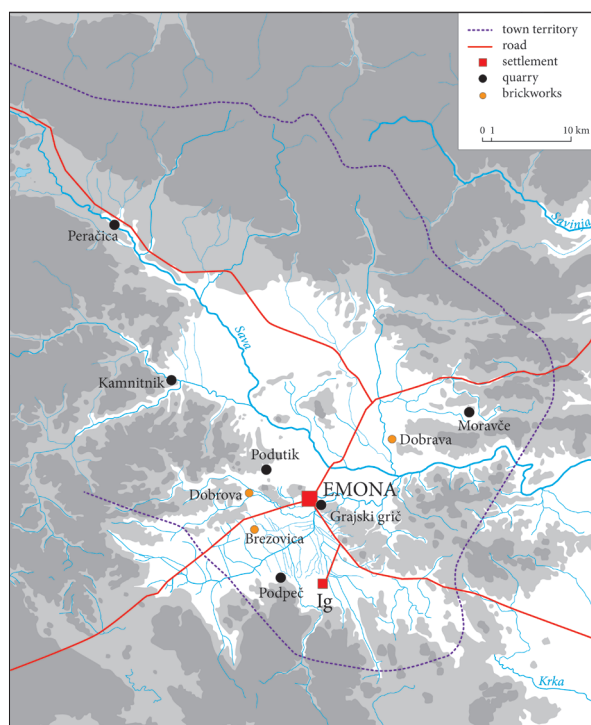 town territory
road
settlement
quarry
brickworks
0 1 10 km
Savinia
Peračica
Sava
Kamnitnik
Moravče
Dobrava
Podutik
Dobrova
EMONA
Grajski grič
Brezovica
Podpeč
Ig
Krka